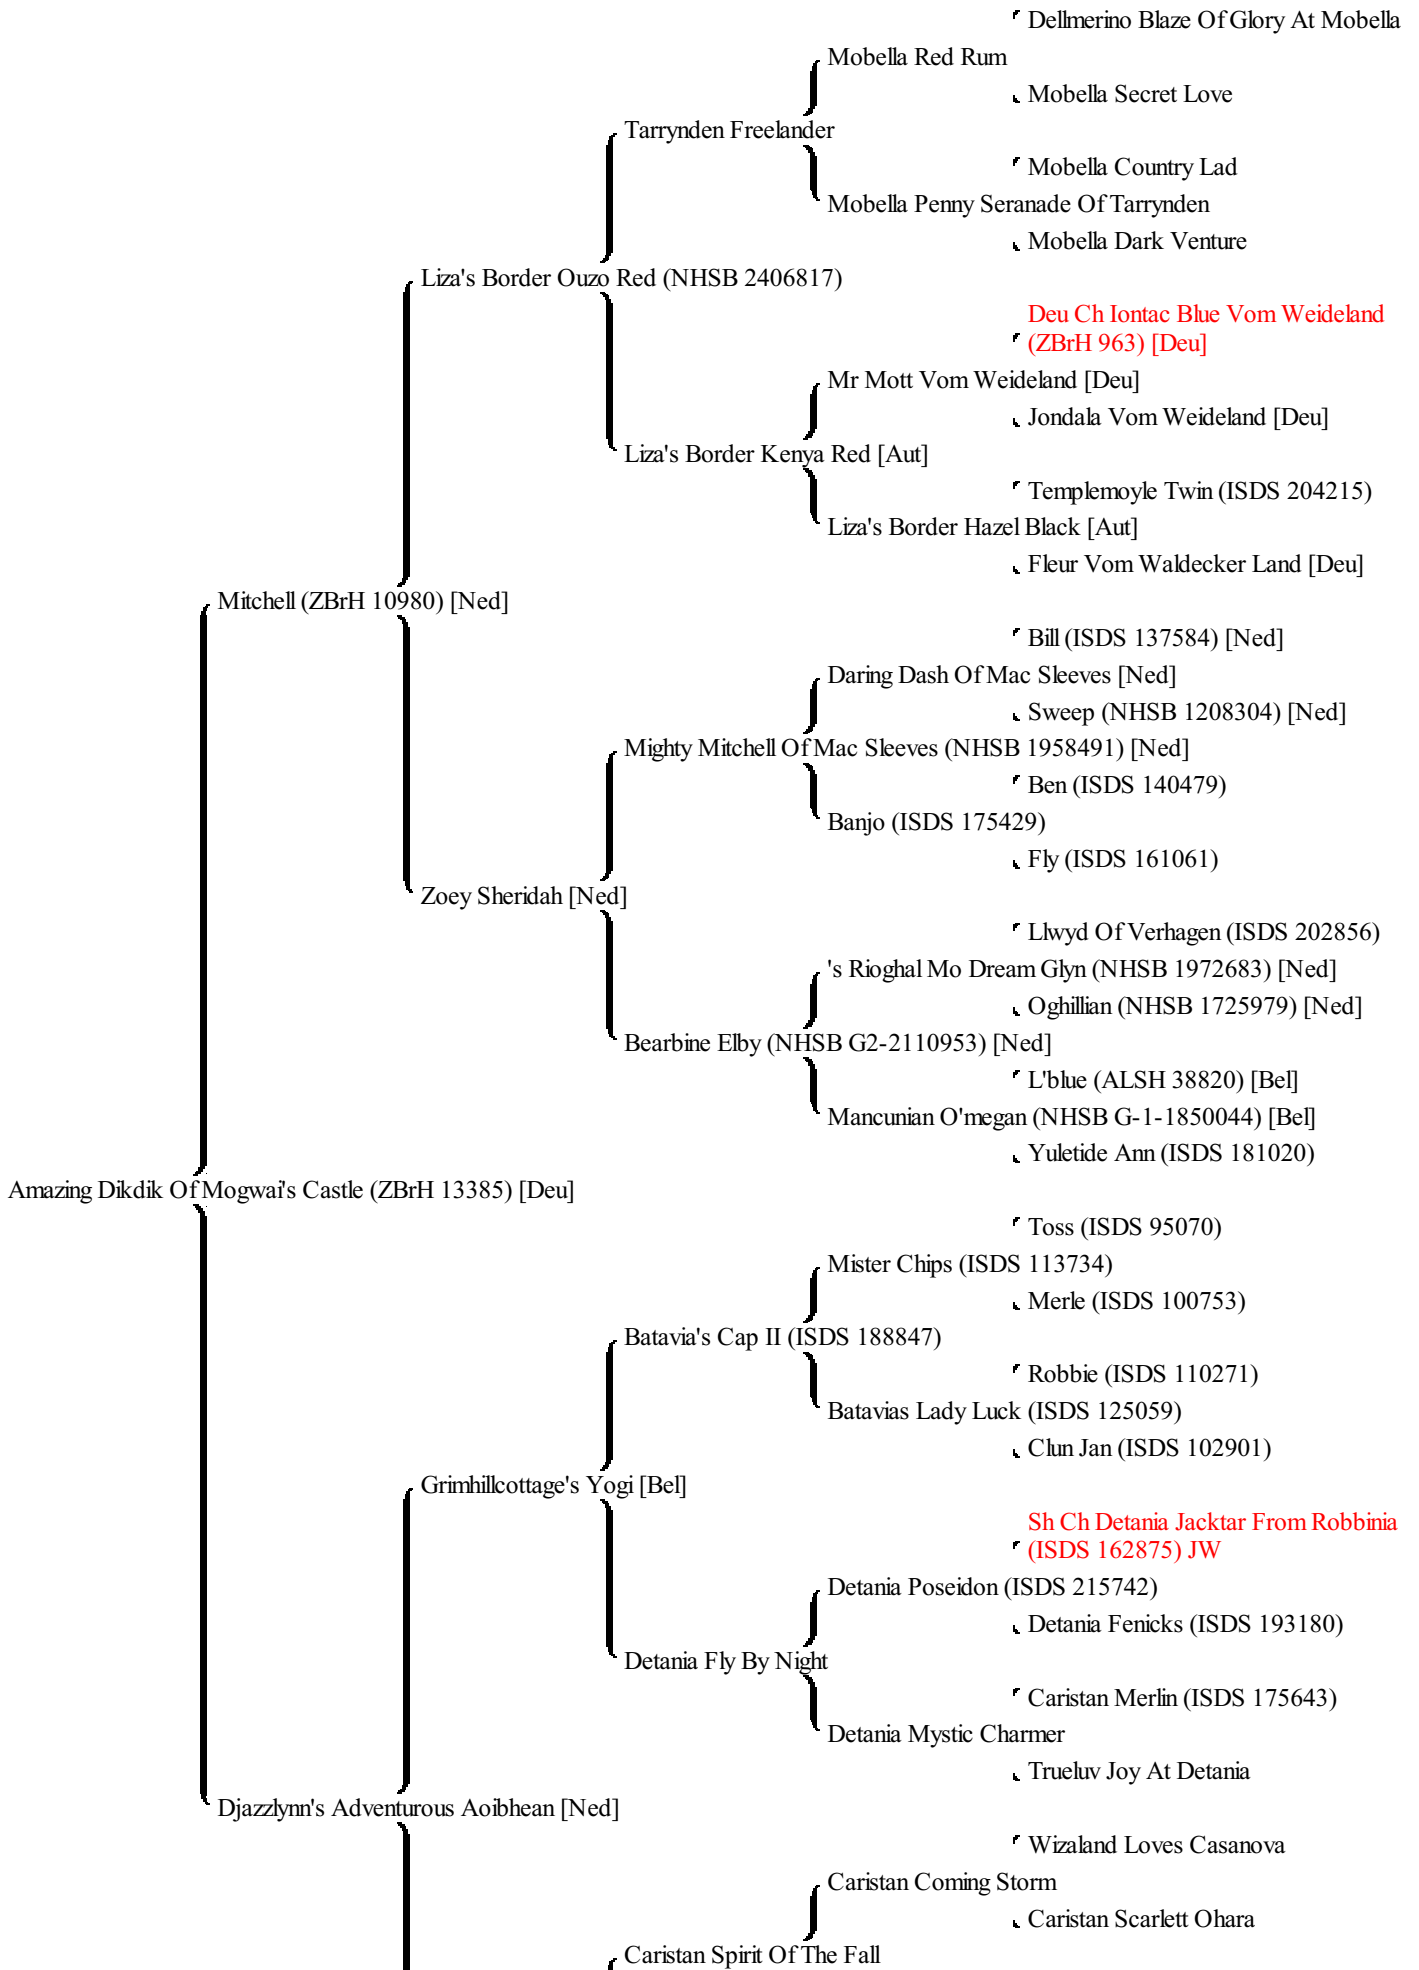 Dellmerino Blaze Of Glory At Mobella
Mobella Red Rum
Mobella Secret Love
Tarrynden Freelander
Mobella Country Lad
Mobella Penny Seranade Of Tarrynden
Mobella Dark Venture
Liza's Border Ouzo Red (NHSB 2406817)
Deu Ch Iontac Blue Vom Weideland
(ZBrH 963) [Deu]
Mr Mott Vom Weideland [Deu]
Jondala Vom Weideland [Deu]
Liza's Border Kenya Red [Aut]
Templemoyle Twin (ISDS 204215)
Liza's Border Hazel Black [Aut]
Fleur Vom Waldecker Land [Deu]
Mitchell (ZBrH 10980) [Ned]
Bill (ISDS 137584) [Ned]
Daring Dash Of Mac Sleeves [Ned]
Sweep (NHSB 1208304) [Ned]
Mighty Mitchell Of Mac Sleeves (NHSB 1958491) [Ned]
Ben (ISDS 140479)
Banjo (ISDS 175429)
Fly (ISDS 161061)
Zoey Sheridah [Ned]
Llwyd Of Verhagen (ISDS 202856)
's Rioghal Mo Dream Glyn (NHSB 1972683) [Ned]
Oghillian (NHSB 1725979) [Ned]
Bearbine Elby (NHSB G2-2110953) [Ned]
L'blue (ALSH 38820) [Bel]
Mancunian O'megan (NHSB G-1-1850044) [Bel]
Yuletide Ann (ISDS 181020)
Amazing Dikdik Of Mogwai's Castle (ZBrH 13385) [Deu]
Toss (ISDS 95070)
Mister Chips (ISDS 113734)
Merle (ISDS 100753)
Batavia's Cap II (ISDS 188847)
Robbie (ISDS 110271)
Batavias Lady Luck (ISDS 125059)
Clun Jan (ISDS 102901)
Grimhillcottage's Yogi [Bel]
Sh Ch Detania Jacktar From Robbinia
(ISDS 162875) JW
Detania Poseidon (ISDS 215742)
Detania Fenicks (ISDS 193180)
Detania Fly By Night
Caristan Merlin (ISDS 175643)
Detania Mystic Charmer
Trueluv Joy At Detania
Djazzlynn's Adventurous Aoibhean [Ned]
Wizaland Loves Casanova
Caristan Coming Storm
Caristan Scarlett Ohara
Caristan Spirit Of The Fall